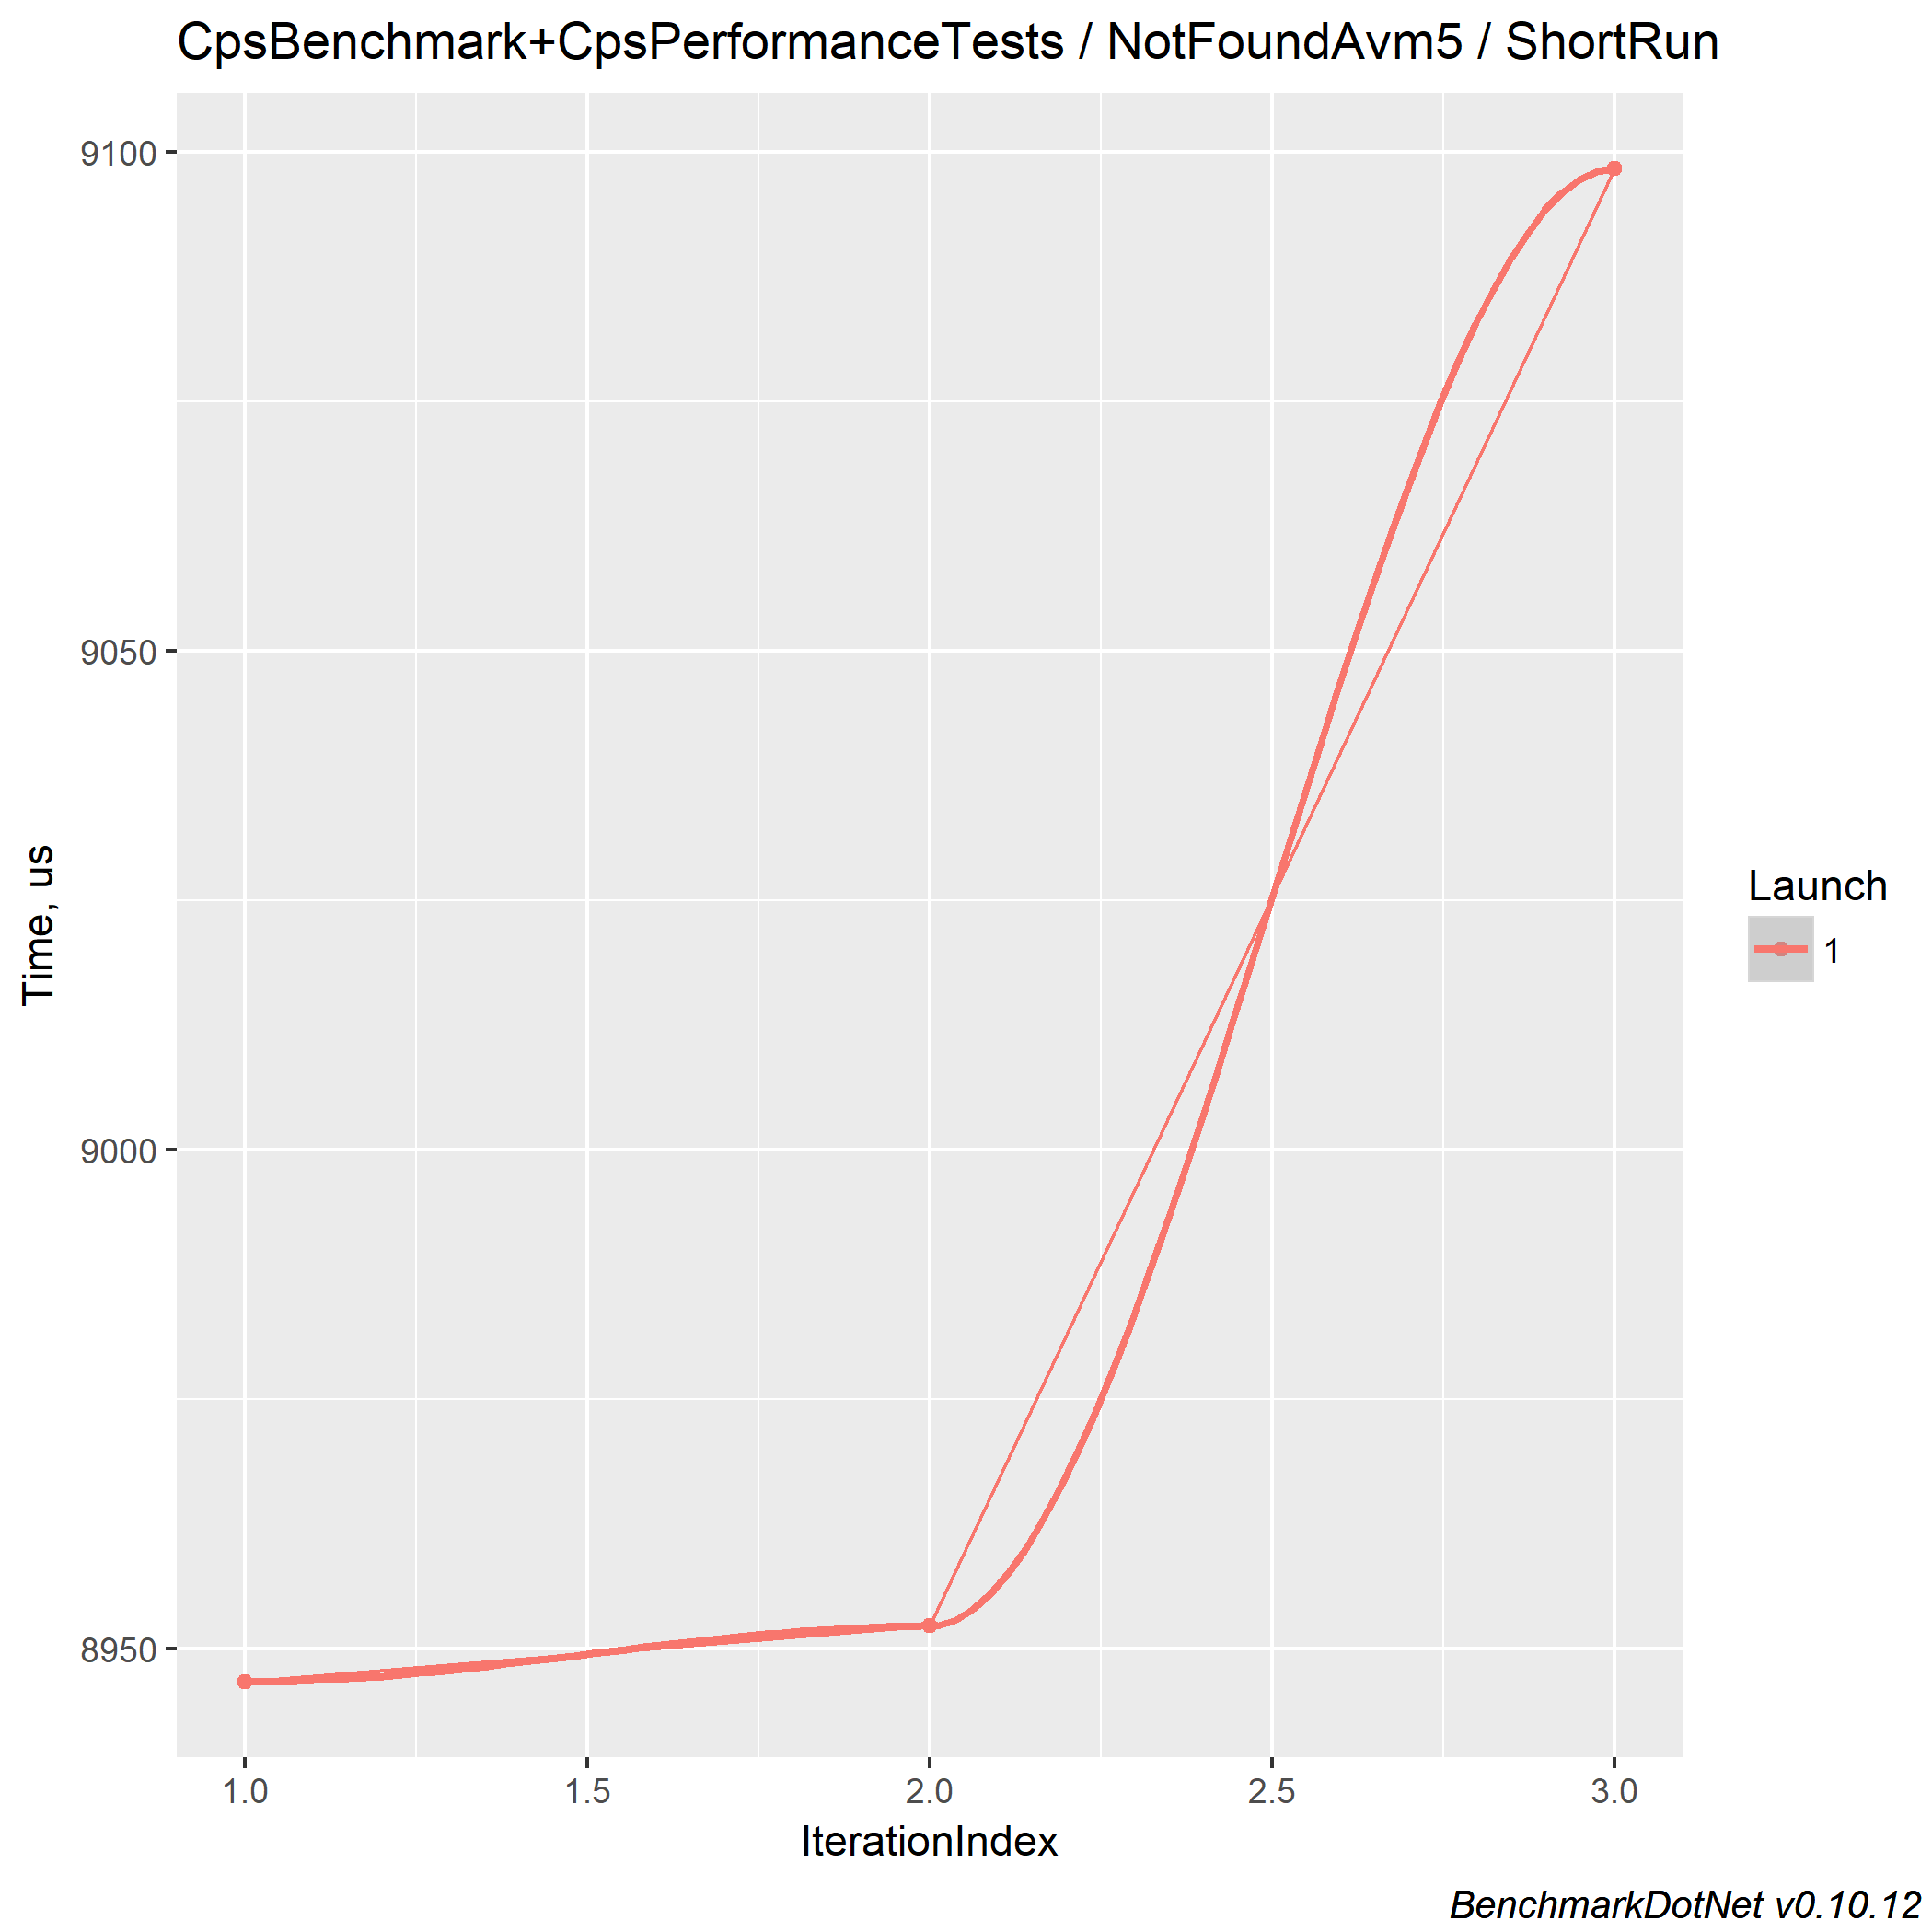 CpsBenchmark+CpsPerformanceTests / NotFoundAvm5 / ShortRun
9100
9050
9000
8950
Time, us
1.0 1.5 2.0 2.5 3.0
IterationIndex
Launch
1
BenchmarkDotNet v0.10.12